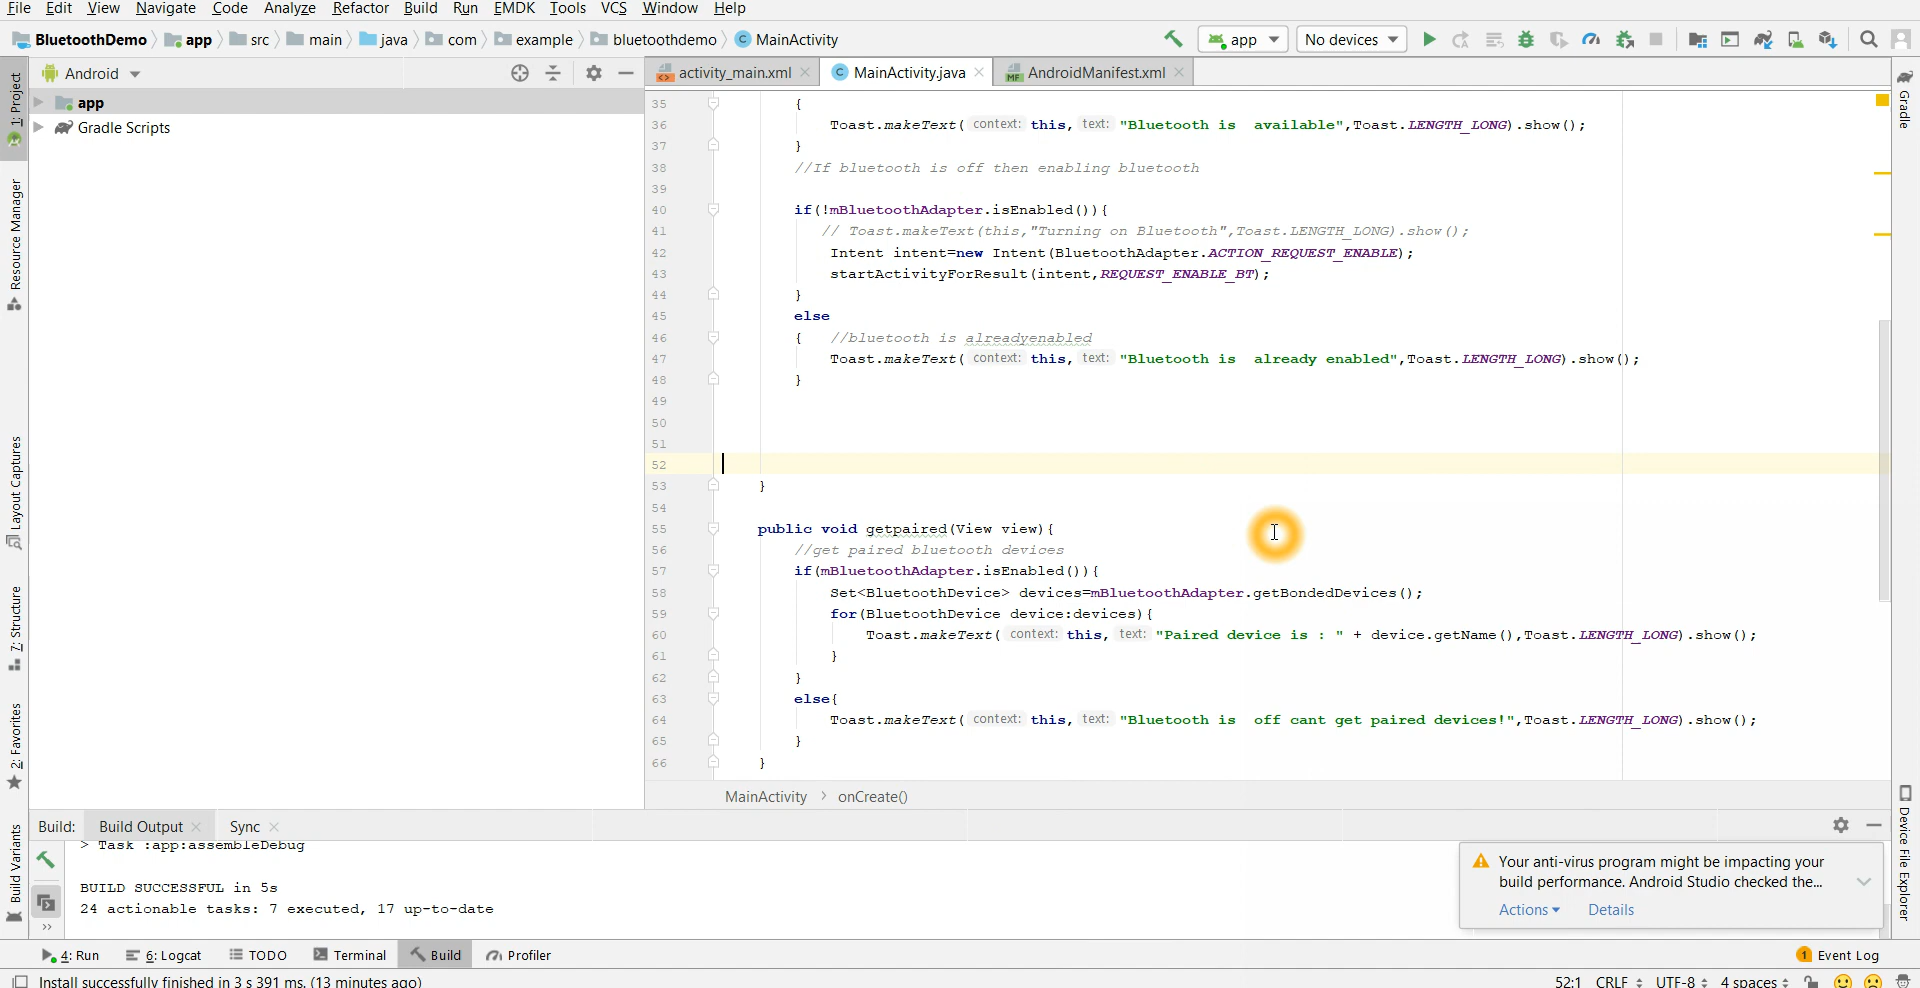 File Edit View Navigate Code Analyze Refactor Build Run EMDK Tools VCS Window Help
BluetoothDemo app src main java com example bluetoothdemo MainActivity app No devices
Android
activity_main.xml MainActivity.java AndroidManifest.xml
app
Gradle Scripts
1: Project
Resource Manager
Layout Captures
7: Structure
2: Favorites
Build Variants
35 {
36 Toast.makeText( context: this, text: "Bluetooth is  available",Toast.LENGTH_LONG).show();
37 }
38 //If bluetooth is off then enabling bluetooth
39
40 if(!mBluetoothAdapter.isEnabled()){
41 // Toast.makeText(this,"Turning on Bluetooth",Toast.LENGTH_LONG).show();
42 Intent intent=new Intent(BluetoothAdapter.ACTION_REQUEST_ENABLE);
43 startActivityForResult(intent,REQUEST_ENABLE_BT);
44 }
45 else
46 { //bluetooth is alreadyenabled
47 Toast.makeText( context: this, text: "Bluetooth is  already enabled",Toast.LENGTH_LONG).show();
48 }
49
50
51
52
53 }
54
55 public void getpaired(View view){
56 //get paired bluetooth devices
57 if(mBluetoothAdapter.isEnabled()){
58 Set<BluetoothDevice> devices=mBluetoothAdapter.getBondedDevices();
59 for(BluetoothDevice device:devices){
60 Toast.makeText( context: this, text: "Paired device is : " + device.getName(),Toast.LENGTH_LONG).show();
61 }
62 }
63 else{
64 Toast.makeText( context: this, text: "Bluetooth is  off cant get paired devices!",Toast.LENGTH_LONG).show();
65 }
66 }
MainActivity onCreate()
Gradle
Device File Explorer
Build: Build Output Sync
> Task :app:assembleDebug
BUILD SUCCESSFUL in 5s
24 actionable tasks: 7 executed, 17 up-to-date
Your anti-virus program might be impacting your
build performance. Android Studio checked the...
Actions Details
4: Run 6: Logcat TODO Terminal Build Profiler 1 Event Log
Install successfully finished in 3 s 391 ms. (13 minutes ago) 52:1 CRLF UTF-8 4 spaces